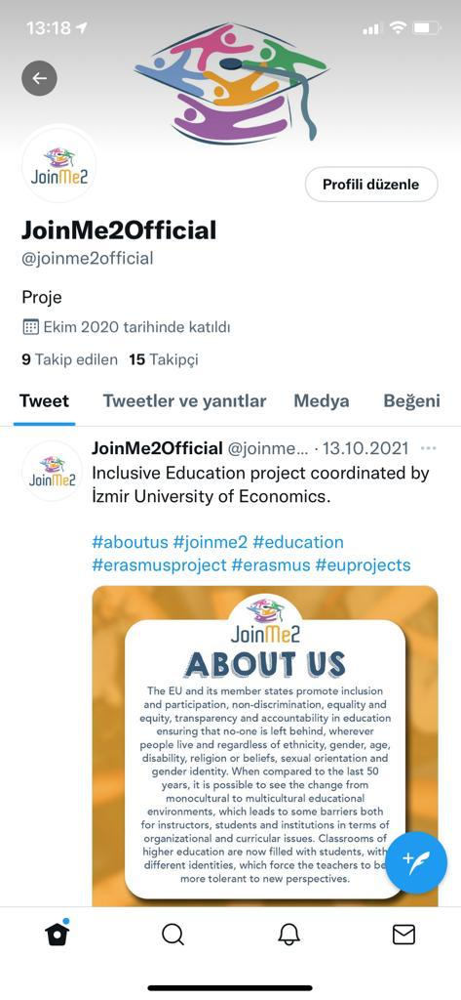 13:18
JoinMe2
Profili düzenle
JoinMe2Official
@joinme2official
Proje
Ekim 2020 tarihinde katıldı
9 Takip edilen 15 Takipçi
Tweet Tweetler ve yanıtlar Medya Beğeni
JoinMe2
JoinMe2Official @joinme... · 13.10.2021
Inclusive Education project coordinated by
İzmir University of Economics.
#aboutus #joinme2 #education
#erasmusproject #erasmus #euprojects
JoinMe2
ABOUT US
The EU and its member states promote inclusion
and participation, non-discrimination, equality and
equity, transparency and accountability in education
ensuring that no-one is left behind, wherever
people live and regardless of ethnicity, gender, age,
disability, religion or beliefs, sexual orientation and
gender identity. When compared to the last 50
years, it is possible to see the change from
monocultural to multicultural educational
environments, which leads to some barriers both
for instructors, students and institutions in terms of
organizational and curricular issues. Classrooms of
higher education are now filled with students, with
different identities, which force the teachers to be
more tolerant to new perspectives.